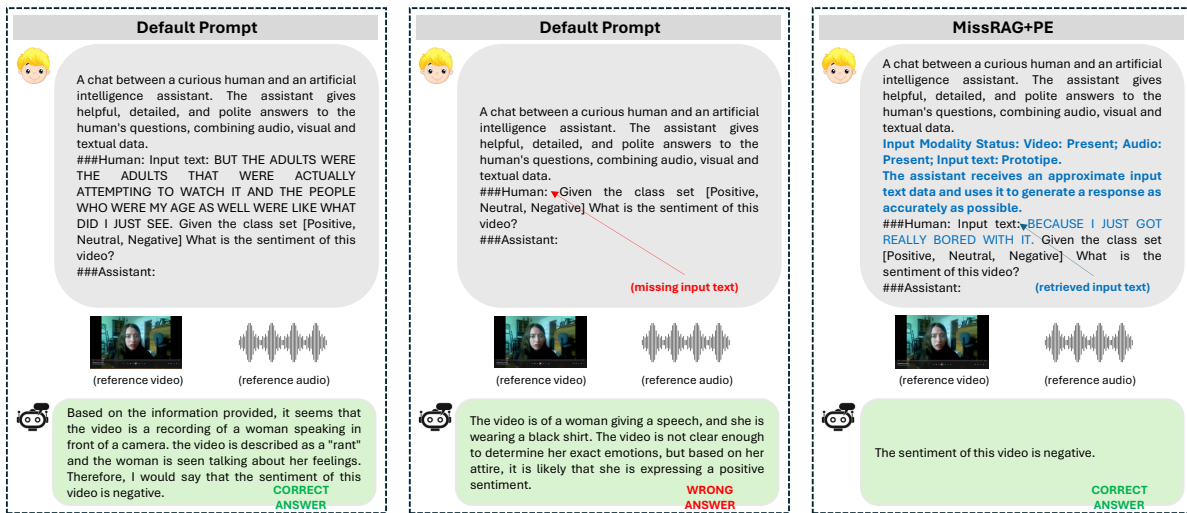 Default Prompt
A chat between a curious human and an artificial
intelligence assistant. The assistant gives
helpful, detailed, and polite answers to the
human's questions, combining audio, visual and
textual data.
###Human: Input text: BUT THE ADULTS WERE
THE ADULTS THAT WERE ACTUALLY
ATTEMPTING TO WATCH IT AND THE PEOPLE
WHO WERE MY AGE AS WELL WERE LIKE WHAT
DID I JUST SEE. Given the class set [Positive,
Neutral, Negative] What is the sentiment of this
video?
###Assistant:
(reference video)
(reference audio)
Based on the information provided, it seems that
the video is a recording of a woman speaking in
front of a camera. the video is described as a "rant"
and the woman is seen talking about her feelings.
Therefore, I would say that the sentiment of this
video is negative.
CORRECT
ANSWER
Default Prompt
A chat between a curious human and an artificial
intelligence assistant. The assistant gives
helpful, detailed, and polite answers to the
human's questions, combining audio, visual and
textual data.
###Human: Given the class set [Positive,
Neutral, Negative] What is the sentiment of this
video?
###Assistant:
(missing input text)
(reference video)
(reference audio)
The video is of a woman giving a speech, and she is
wearing a black shirt. The video is not clear enough
to determine her exact emotions, but based on her
attire, it is likely that she is expressing a positive
sentiment.
WRONG
ANSWER
MissRAG+PE
A chat between a curious human and an artificial
intelligence assistant. The assistant gives
helpful, detailed, and polite answers to the
human's questions, combining audio, visual and
textual data.
Input Modality Status: Video: Present; Audio:
Present; Input text: Prototipe.
The assistant receives an approximate input
text data and uses it to generate a response as
accurately as possible.
###Human: Input text: BECAUSE I JUST GOT
REALLY BORED WITH IT. Given the class set
[Positive, Neutral, Negative] What is the
sentiment of this video?
###Assistant:
(retrieved input text)
(reference video)
(reference audio)
The sentiment of this video is negative.
CORRECT
ANSWER